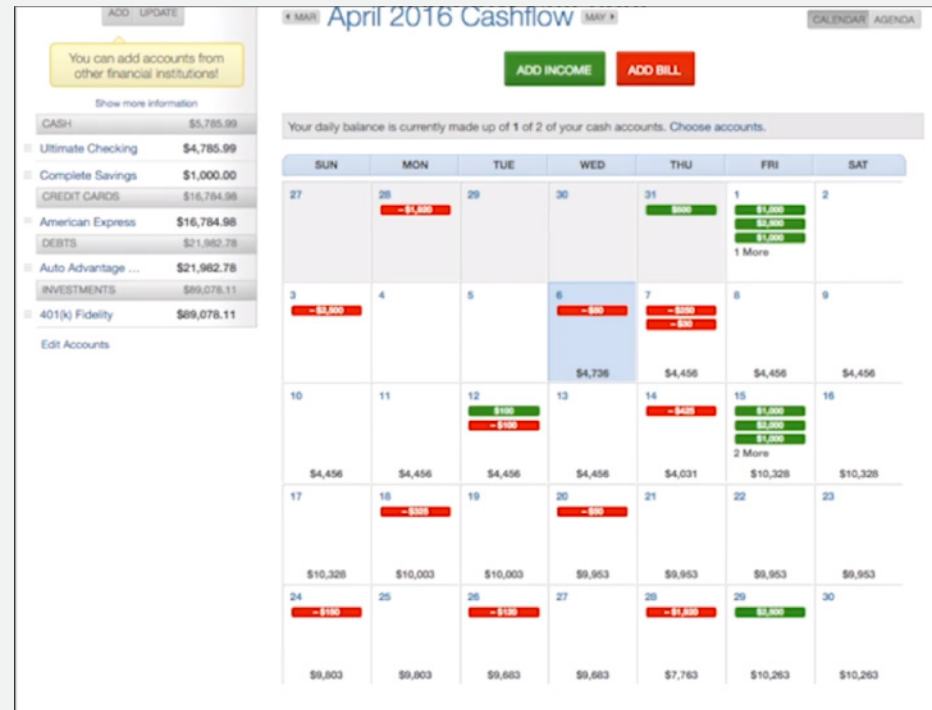 ADD UPDATE
You can add accounts from
other financial institutions!
Show more information
CASH $5,785.99
Ultimate Checking $4,785.99
Complete Savings $1,000.00
CREDIT CARDS $16,784.98
American Express $16,784.98
DEBTS $21,982.78
Auto Advantage ... $21,982.78
INVESTMENTS $89,078.11
401(k) Fidelity $89,078.11
Edit Accounts
MAR April 2016 Cashflow MAY
CALENDAR AGENDA
ADD INCOME ADD BILL
Your daily balance is currently made up of 1 of 2 of your cash accounts. Choose accounts.
SUN MON TUE WED THU FRI SAT
27 28 29 30 31 1 2
-$1,920 $500 $1,000
$2,500
$1,000
1 More
3 4 5 6 7 8 9
-$2,500 -$50 -$250
-$30
$4,736 $4,456 $4,456 $4,456
10 11 12 13 14 15 16
$100 -$425 $1,000
-$100 $2,000
$1,000
2 More
$4,456 $4,456 $4,456 $4,456 $4,031 $10,328 $10,328
17 18 19 20 21 22 23
-$325 -$50
$10,328 $10,003 $10,003 $9,953 $9,953 $9,953 $9,953
24 25 26 27 28 29 30
-$150 -$120 -$1,920 $2,500
$9,803 $9,803 $9,683 $9,683 $7,763 $10,263 $10,263